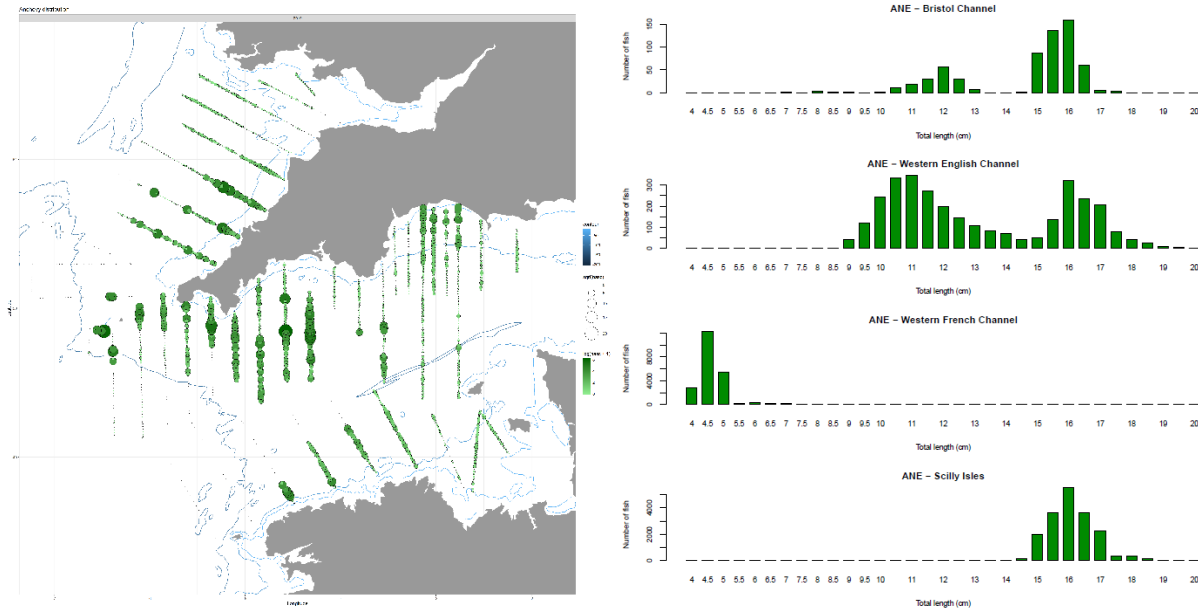 Anchovy distribution
Longitude
ANE – Bristol Channel
Number of fish
0 50 100 150
4 4.5 5 5.5 6 6.5 7 7.5 8 8.5 9 9.5 10 11 12 13 14 15 16 17 18 19 20
Total length (cm)
ANE – Western English Channel
Number of fish
0 100 200 300
4 4.5 5 5.5 6 6.5 7 7.5 8 8.5 9 9.5 10 11 12 13 14 15 16 17 18 19 20
Total length (cm)
ANE – Western French Channel
Number of fish
0 4000 8000
4 4.5 5 5.5 6 6.5 7 7.5 8 8.5 9 9.5 10 11 12 13 14 15 16 17 18 19 20
Total length (cm)
ANE – Scilly Isles
Number of fish
0 2000 4000
4 4.5 5 5.5 6 6.5 7 7.5 8 8.5 9 9.5 10 11 12 13 14 15 16 17 18 19 20
Total length (cm)